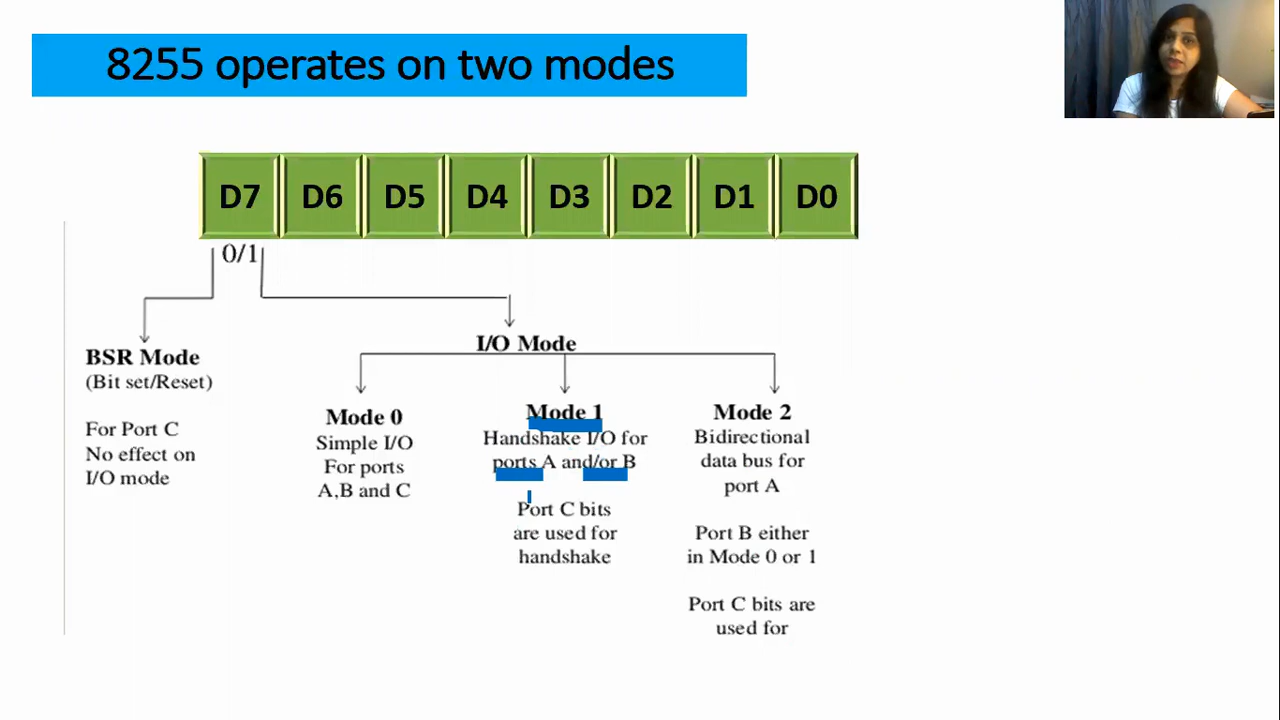 8255 operates on two modes
D7 D6 D5 D4 D3 D2 D1 D0
0/1
BSR Mode
(Bit set/Reset)
For Port C
No effect on
I/O mode
I/O Mode
Mode 0
Simple I/O
For ports
A,B and C
Mode 1
Handshake I/O for
ports A and/or B
Port C bits
are used for
handshake
Mode 2
Bidirectional
data bus for
port A
Port B either
in Mode 0 or 1
Port C bits are
used for